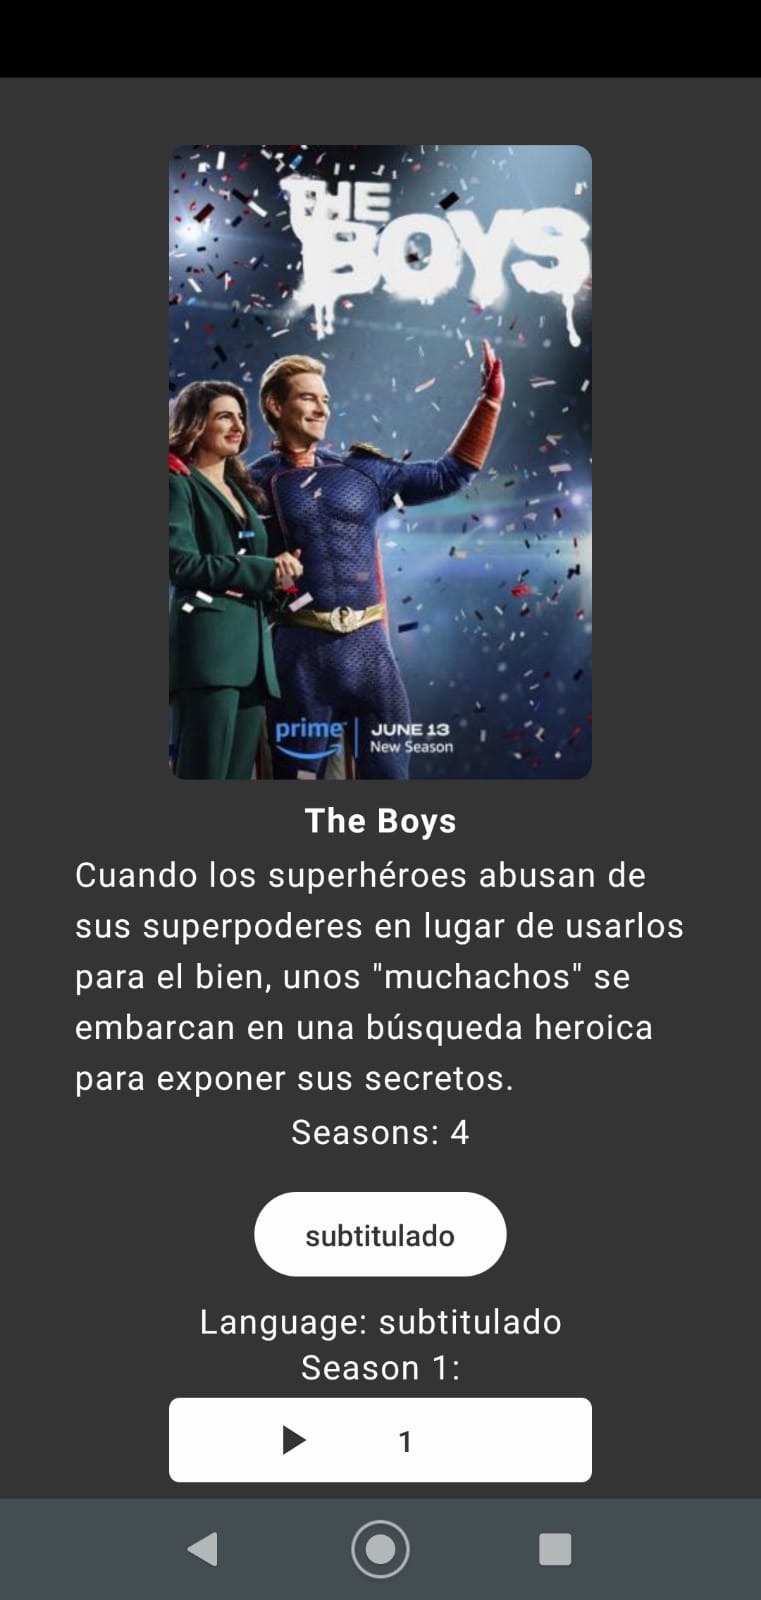 THE
BOYS
prime
JUNE 13
New Season
The Boys
Cuando los superhéroes abusan de
sus superpoderes en lugar de usarlos
para el bien, unos "muchachos" se
embarcan en una búsqueda heroica
para exponer sus secretos.
Seasons: 4
subtitulado
Language: subtitulado
Season 1:
1